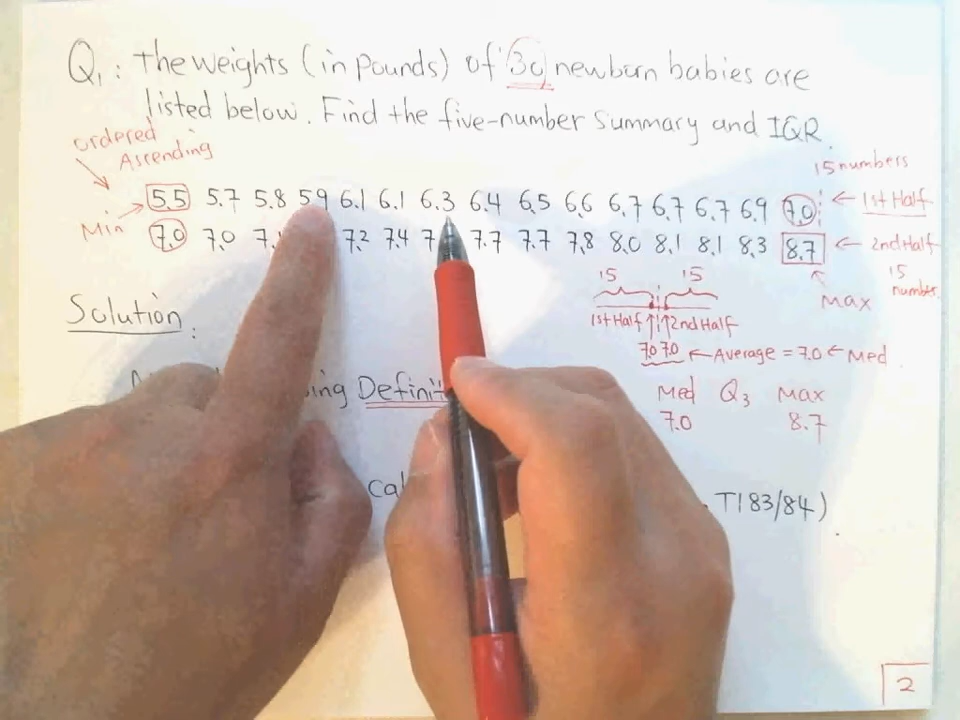 Q1: the weights (in pounds) of 30 newborn babies are
listed below. Find the five-number Summary and IQR.
ordered
Ascending
15 numbers
5.5 5.7 5.8 5.9 6.1 6.1 6.3 6.4 6.5 6.6 6.7 6.7 6.7 6.9 7.0 ← 1st Half
Min
7.0 7.0 7.2 7.4 7.7 7.7 7.8 8.0 8.1 8.1 8.3 8.7 ← 2nd Half
15
number
Max
15 15
1st Half 2nd Half
7.0 7.0 ← Average = 7.0 ← Med
Solution:
Definit
Med Q3 Max
7.0 8.7
cal
TI 83/84)
2